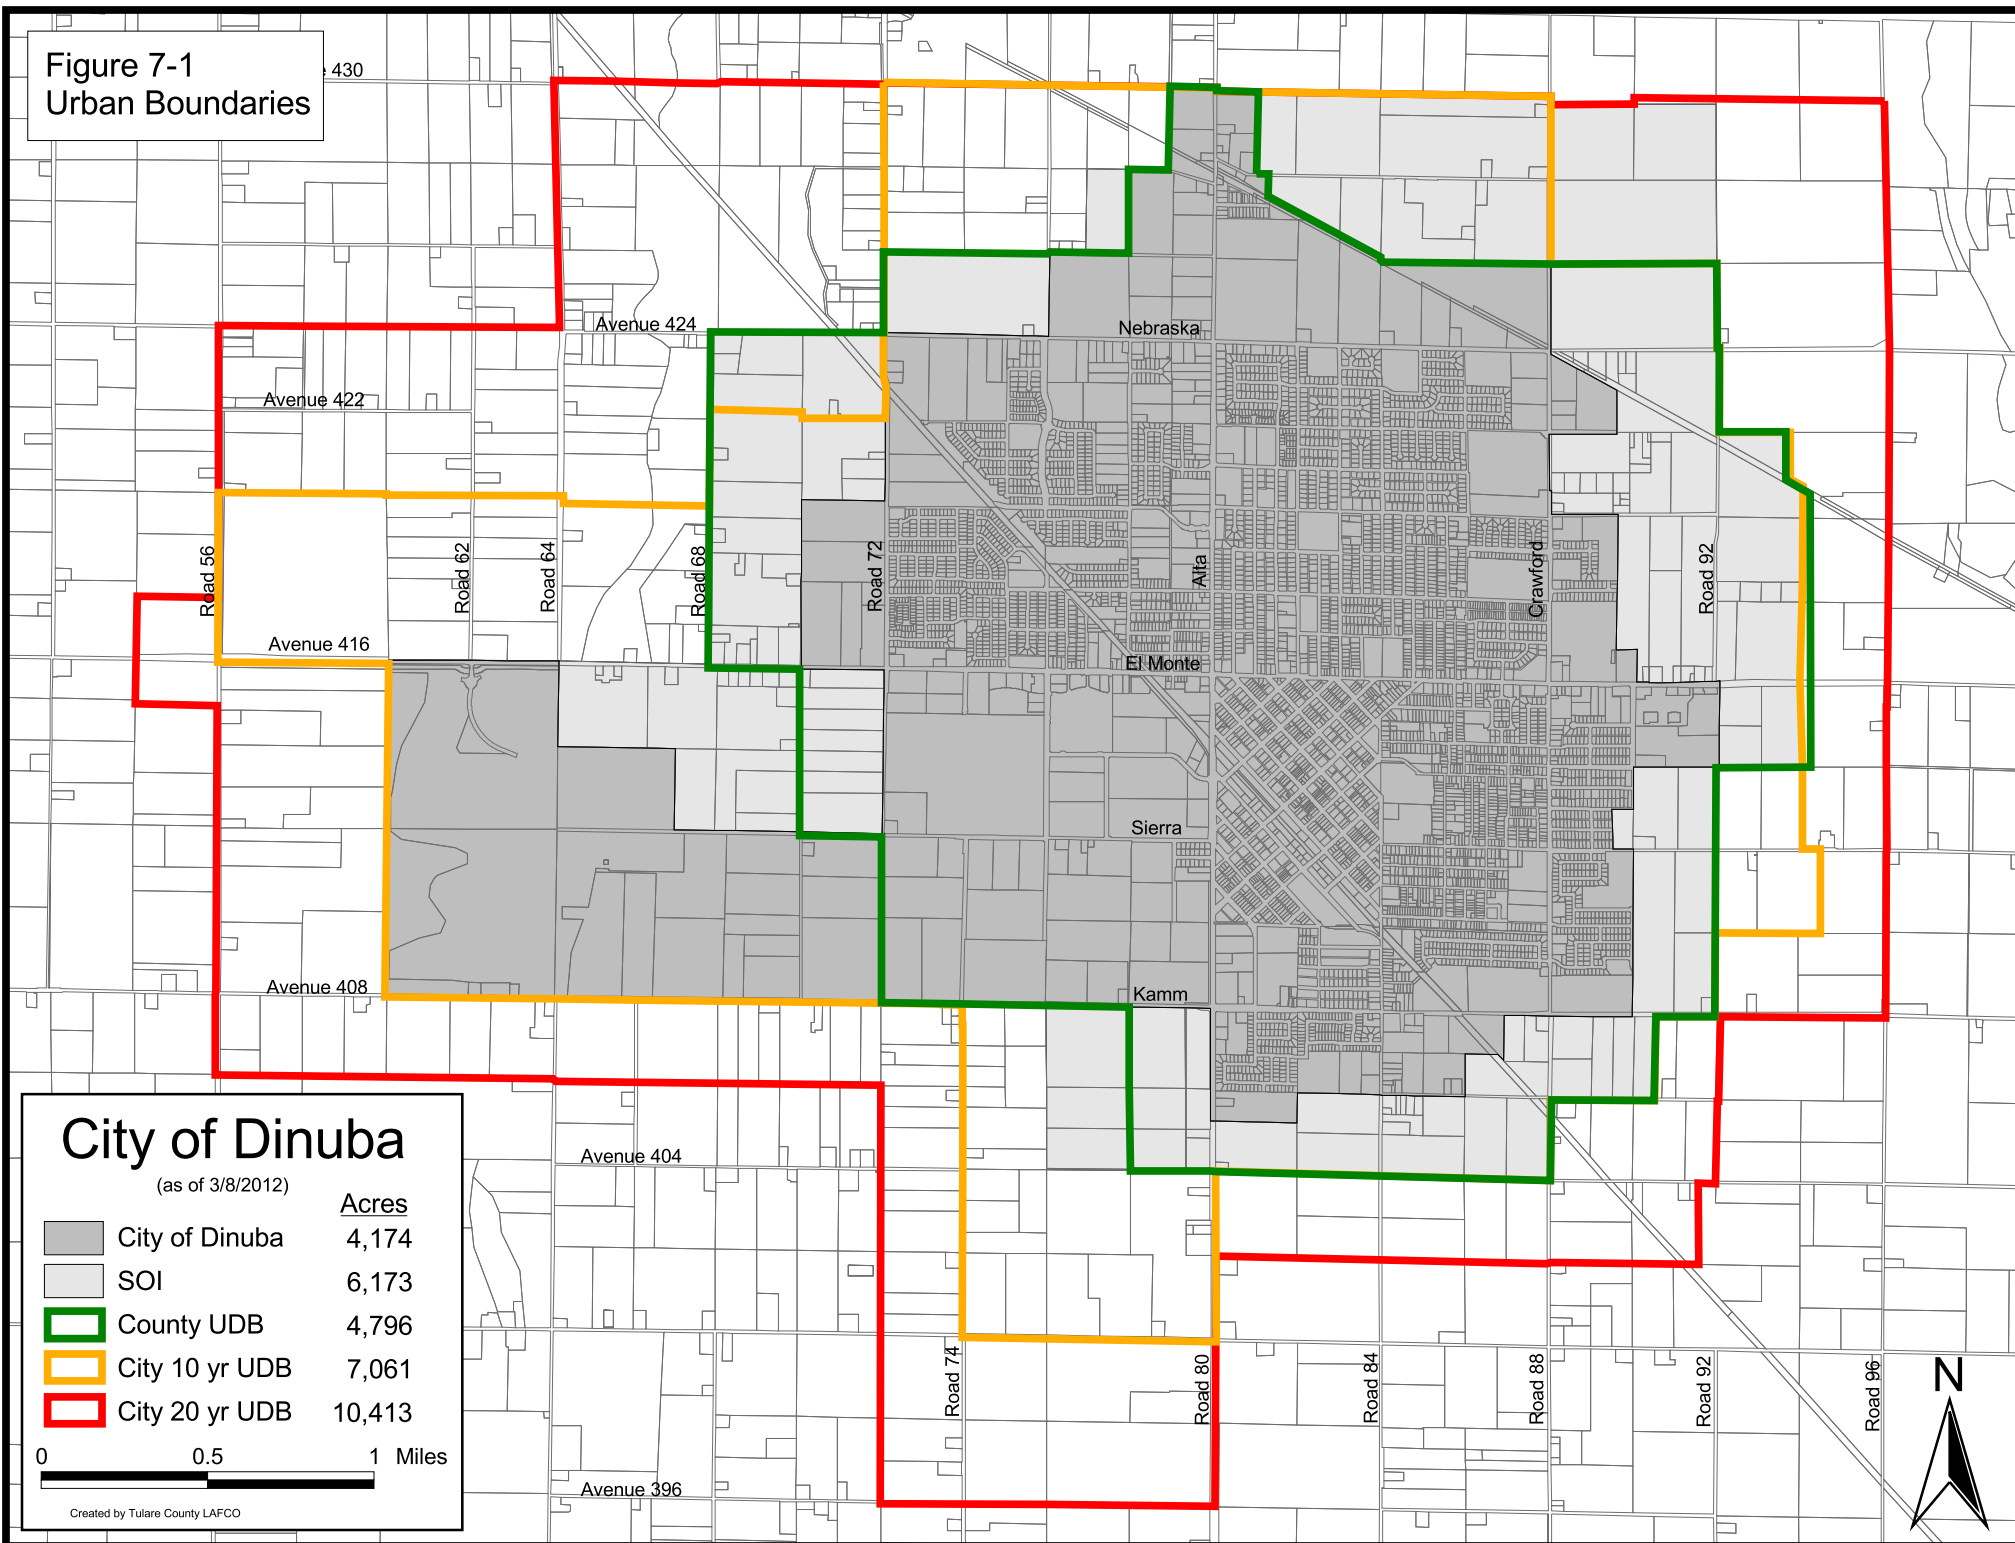 Figure 7-1
Urban Boundaries
430
Avenue 424
Nebraska
Avenue 422
Road 56
Road 62
Road 64
Road 68
Road 72
Alta
Crawford
Road 92
Avenue 416
El Monte
Sierra
Avenue 408
Kamm
Avenue 404
Road 74
Road 80
Road 84
Road 88
Road 92
Road 96
Avenue 396
N
City of Dinuba
(as of 3/8/2012)
Acres
City of Dinuba 4,174
SOI 6,173
County UDB 4,796
City 10 yr UDB 7,061
City 20 yr UDB 10,413
0 0.5 1 Miles
Created by Tulare County LAFCO